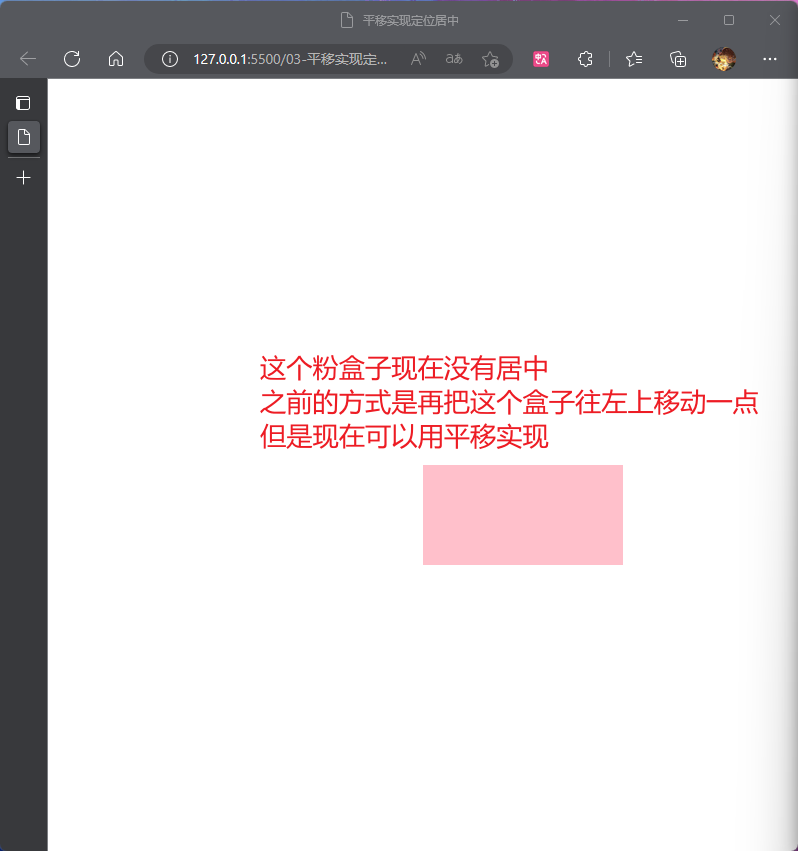 平移实现定位居中
127.0.0.1:5500/03-平移实现定...
这个粉盒子现在没有居中
之前的方式是再把这个盒子往左上移动一点
但是现在可以用平移实现